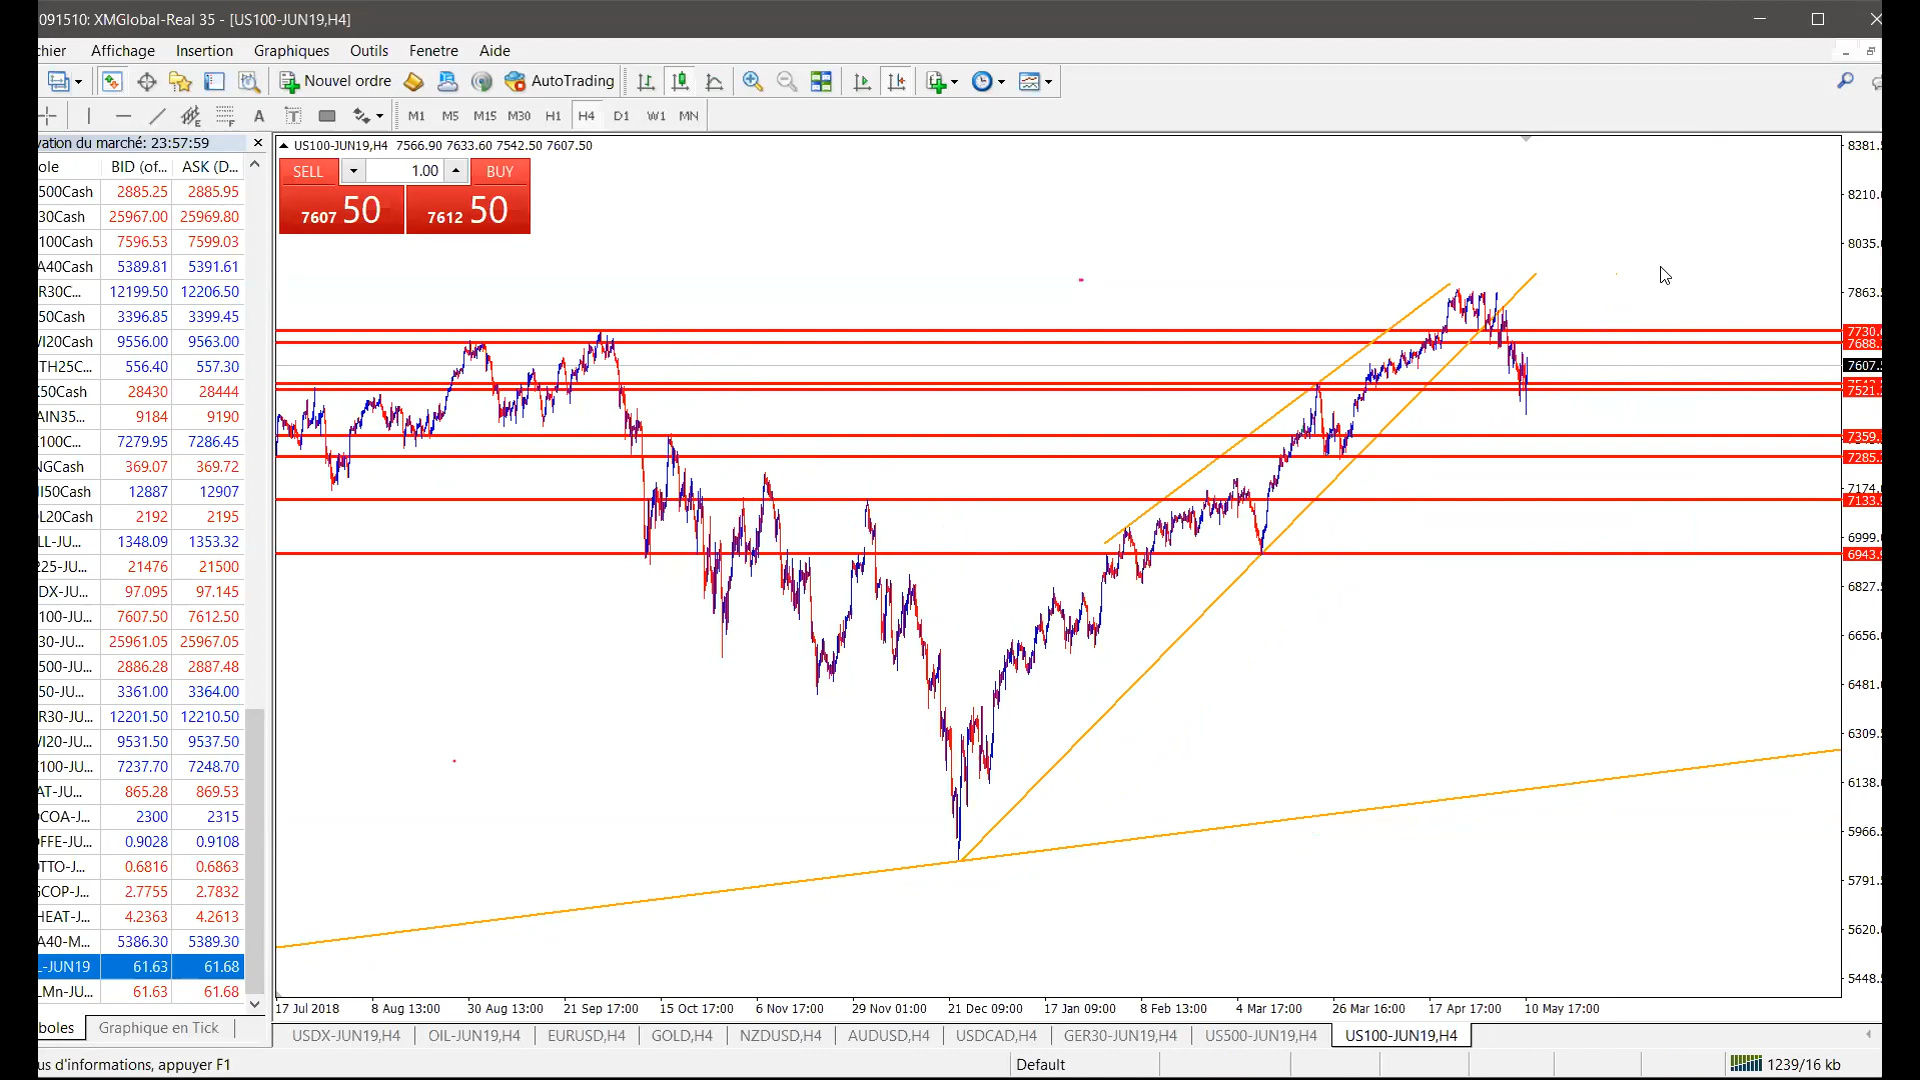 091510: XMGlobal-Real 35 - [US100-JUN19,H4]
chier Affichage Insertion Graphiques Outils Fenetre Aide
Nouvel ordre AutoTrading
A T M1 M5 M15 M30 H1 H4 D1 W1 MN
vation du marché: 23:57:59
ole BID (of... ASK (D...
500Cash 2885.25 2885.95
30Cash 25967.00 25969.80
100Cash 7596.53 7599.03
A40Cash 5389.81 5391.61
R30C... 12199.50 12206.50
50Cash 3396.85 3399.45
VI20Cash 9556.00 9563.00
TH25C... 556.40 557.30
K50Cash 28430 28444
AIN35... 9184 9190
100C... 7279.95 7286.45
NGCash 369.07 369.72
NI50Cash 12887 12907
OL20Cash 2192 2195
LL-JU... 1348.09 1353.32
225-JU... 21476 21500
DX-JU... 97.095 97.145
100-JU... 7607.50 7612.50
30-JU... 25961.05 25967.05
500-JU... 2886.28 2887.48
50-JU... 3361.00 3364.00
R30-JU... 12201.50 12210.50
VI20-JU... 9531.50 9537.50
100-JU... 7237.70 7248.70
AT-JU... 865.28 869.53
OCOA-J... 2300 2315
OFFE-JU... 0.9028 0.9108
OTTO-J... 0.6816 0.6863
GCOP-J... 2.7755 2.7832
HEAT-J... 4.2363 4.2613
A40-M... 5386.30 5389.30
L-JUN19 61.63 61.68
LMn-JU... 61.63 61.68
boles Graphique en Tick
US100-JUN19,H4 7566.90 7633.60 7542.50 7607.50
SELL 1.00 BUY
7607 50 7612 50
8381.
8210.
8035.
7863.
7730.
7688.
7607.
7521.
7359.
7285.
7174.
7133.
6999.
6943.
6827.
6656.
6481.
6309.
6138.
5966.
5791.
5620.
5448.
17 Jul 2018 8 Aug 13:00 30 Aug 13:00 21 Sep 17:00 15 Oct 17:00 6 Nov 17:00 29 Nov 01:00 21 Dec 09:00 17 Jan 09:00 8 Feb 13:00 4 Mar 17:00 26 Mar 16:00 17 Apr 17:00 10 May 17:00
USDX-JUN19,H4 OIL-JUN19,H4 EURUSD,H4 GOLD,H4 NZDUSD,H4 AUDUSD,H4 USDCAD,H4 GER30-JUN19,H4 US500-JUN19,H4 US100-JUN19,H4
us d'informations, appuyer F1 Default 1239/16 kb